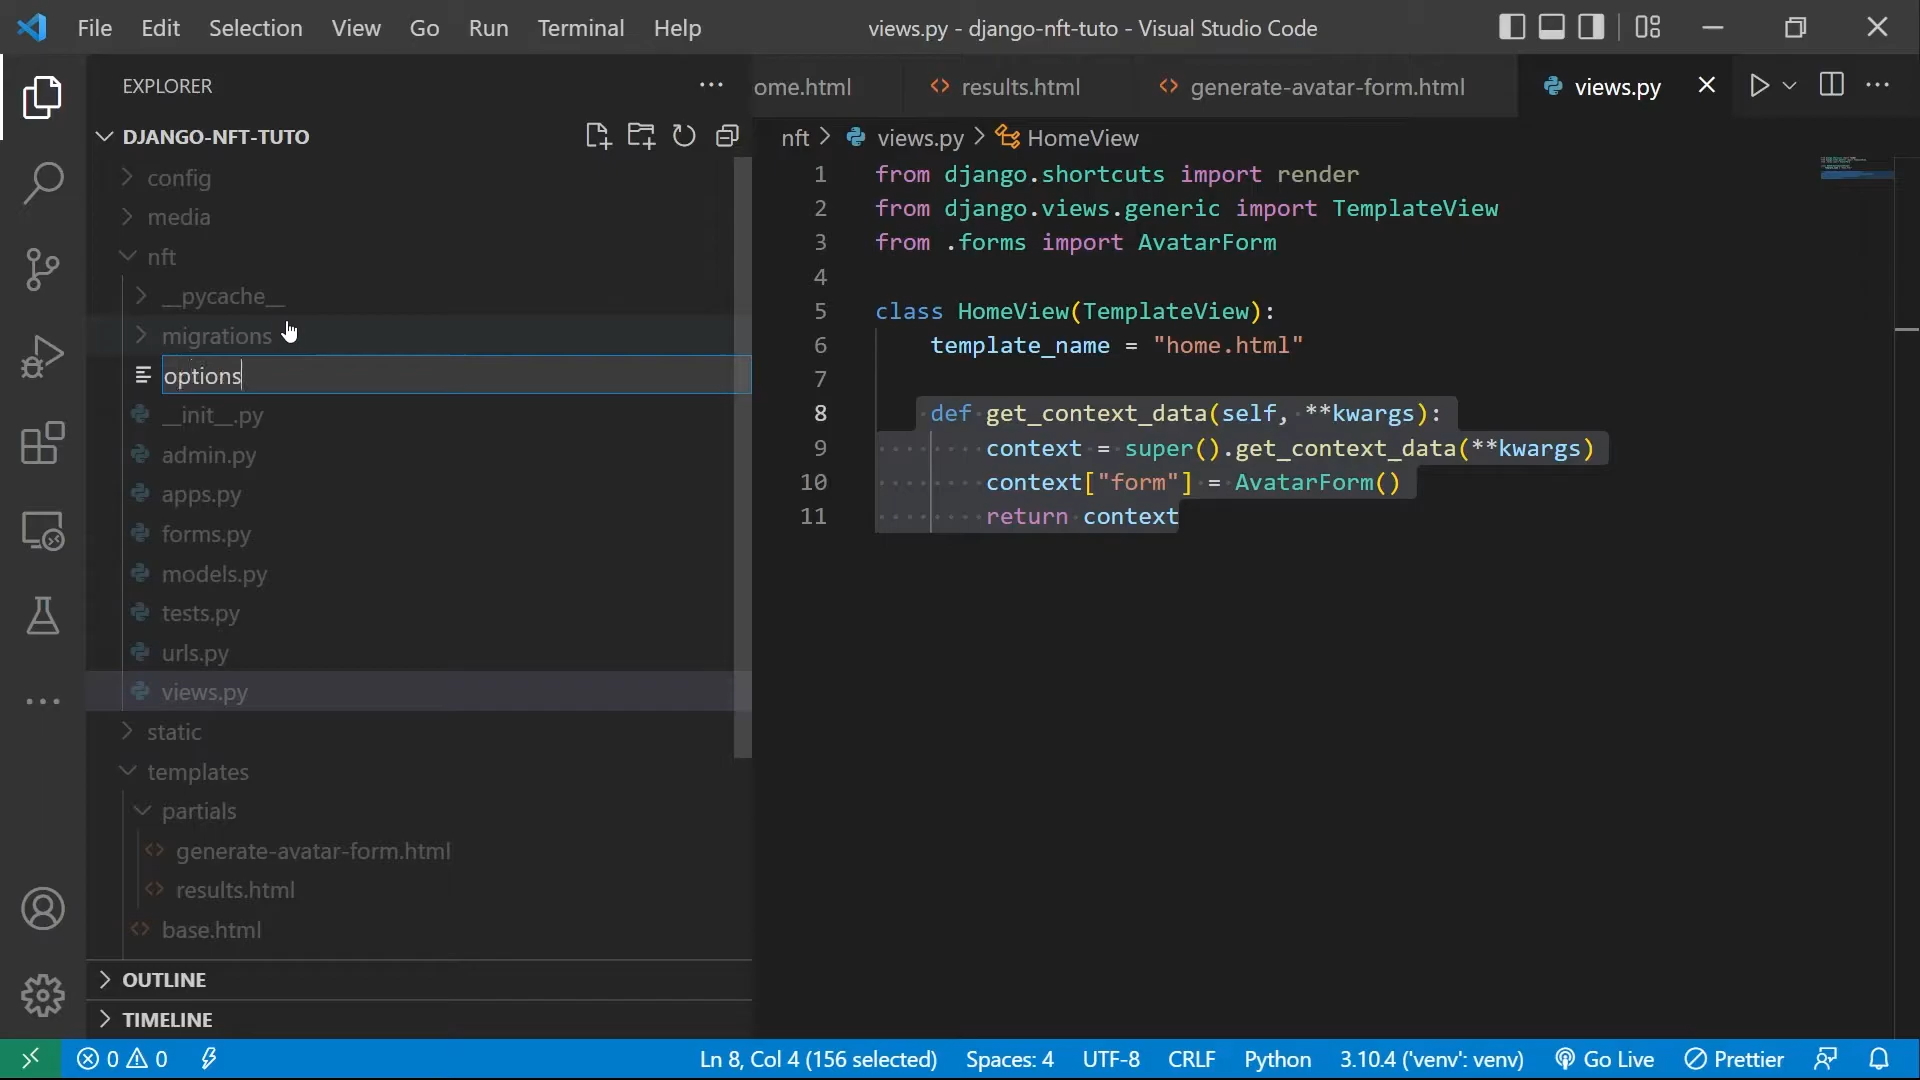 File Edit Selection View Go Run Terminal Help
views.py - django-nft-tuto - Visual Studio Code
EXPLORER
DJANGO-NFT-TUTO
config
media
nft
__pycache__
migrations
options
__init__.py
admin.py
apps.py
forms.py
models.py
tests.py
urls.py
views.py
static
templates
partials
generate-avatar-form.html
results.html
base.html
OUTLINE
TIMELINE
ome.html results.html generate-avatar-form.html views.py
nft > views.py > HomeView
1 from django.shortcuts import render
2 from django.views.generic import TemplateView
3 from .forms import AvatarForm
4
5 class HomeView(TemplateView):
6 template_name = "home.html"
7
8 def get_context_data(self, **kwargs):
9 context = super().get_context_data(**kwargs)
10 context["form"] = AvatarForm()
11 return context
0 0 Ln 8, Col 4 (156 selected) Spaces: 4 UTF-8 CRLF Python 3.10.4 ('venv': venv) Go Live Prettier